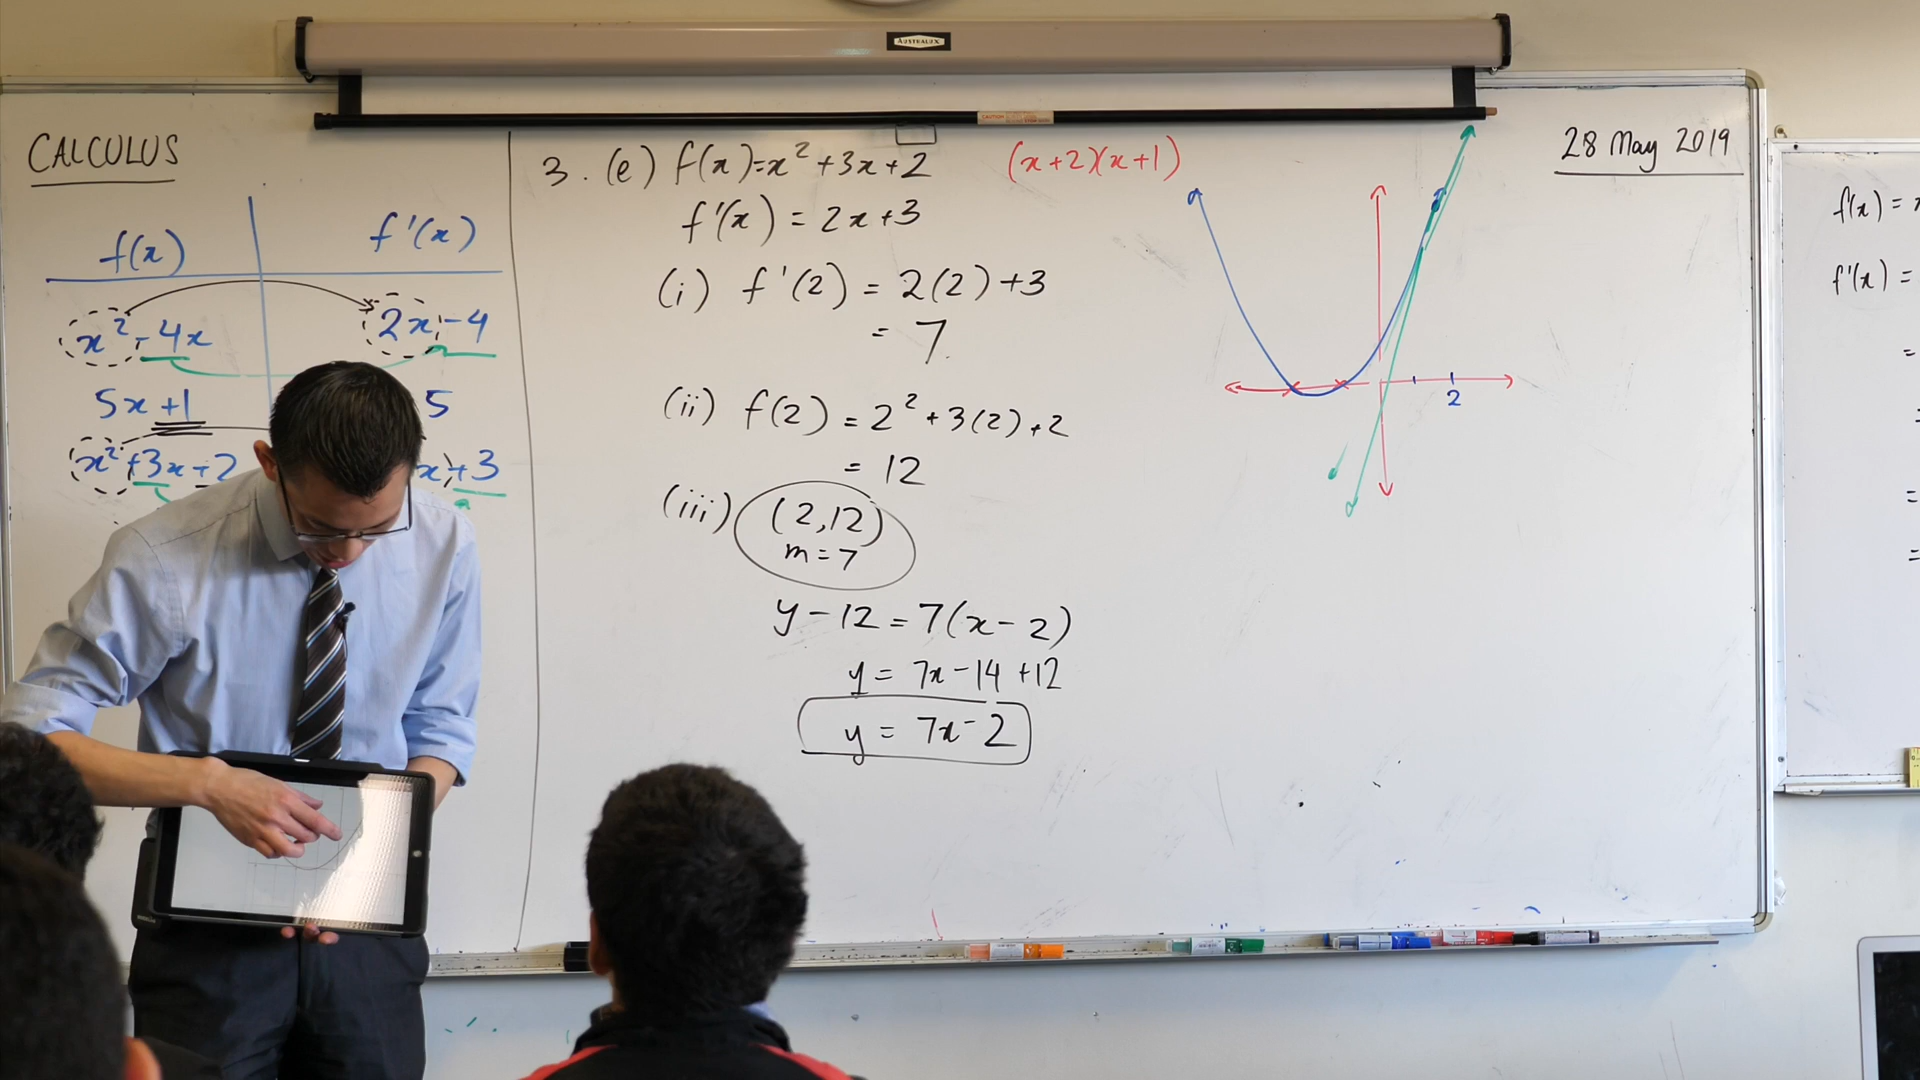 AUSTRALUX
CAUTION
CALCULUS
f(x) f'(x)
x² - 4x 2x - 4
5x + 1 5
x² + 3x + 2 x + 3
3. (e) f(x) = x² + 3x + 2 (x+2)(x+1)
f'(x) = 2x + 3
(i) f'(2) = 2(2) + 3
= 7
(ii) f(2) = 2² + 3(2) + 2
= 12
(iii) (2,12)
m = 7
y - 12 = 7(x - 2)
y = 7x - 14 + 12
y = 7x - 2
2
28 May 2019
f(x) =
f'(x) =
=
=
=
=